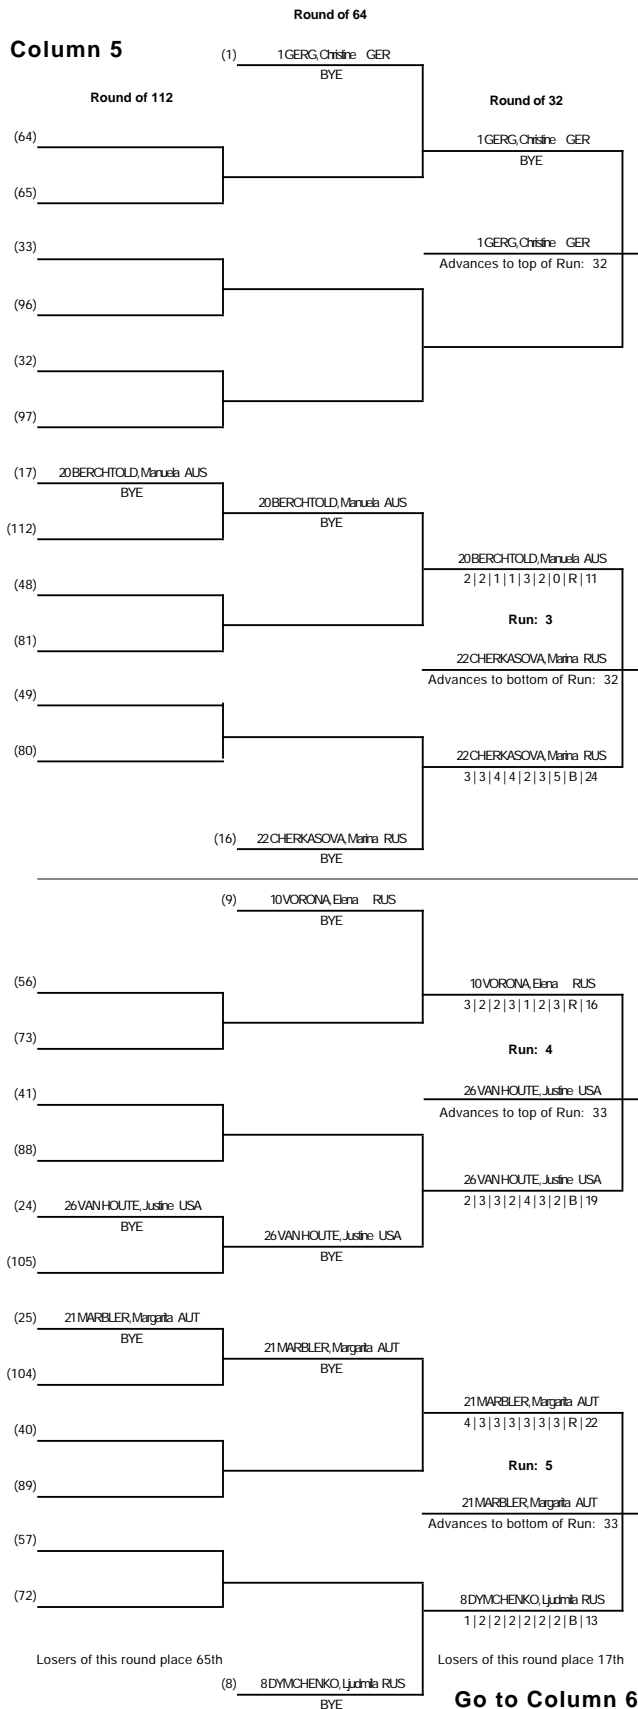 Round of 64
Column 5
(1) 1 GERG, Christine GER
BYE
Round of 112
Round of 32
(64)
1 GERG, Christine GER
BYE
(65)
(33)
1 GERG, Christine GER
Advances to top of Run: 32
(96)
(32)
(97)
(17) 20 BERCHTOLD, Manuela AUS
BYE
20 BERCHTOLD, Manuela AUS
BYE
(112)
20 BERCHTOLD, Manuela AUS
2 | 2 | 1 | 1 | 3 | 2 | 0 | R | 11
(48)
Run: 3
(81)
22 CHERKASOVA, Marina RUS
Advances to bottom of Run: 32
(49)
(80)
22 CHERKASOVA, Marina RUS
3 | 3 | 4 | 4 | 2 | 3 | 5 | B | 24
(16) 22 CHERKASOVA, Marina RUS
BYE
(9) 10 VORONA, Elena RUS
BYE
(56)
10 VORONA, Elena RUS
3 | 2 | 2 | 3 | 1 | 2 | 3 | R | 16
(73)
Run: 4
(41)
26 VAN HOUTE, Justine USA
Advances to top of Run: 33
(88)
26 VAN HOUTE, Justine USA
2 | 3 | 3 | 2 | 4 | 3 | 2 | B | 19
(24) 26 VAN HOUTE, Justine USA
BYE
26 VAN HOUTE, Justine USA
BYE
(105)
(25) 21 MARBLER, Margarita AUT
BYE
21 MARBLER, Margarita AUT
BYE
(104)
21 MARBLER, Margarita AUT
4 | 3 | 3 | 3 | 3 | 3 | 3 | R | 22
(40)
Run: 5
(89)
21 MARBLER, Margarita AUT
Advances to bottom of Run: 33
(57)
(72)
8 DYMCHENKO, Ljudmila RUS
1 | 2 | 2 | 2 | 2 | 2 | 2 | B | 13
Losers of this round place 65th
Losers of this round place 17th
(8) 8 DYMCHENKO, Ljudmila RUS
BYE
Go to Column 6